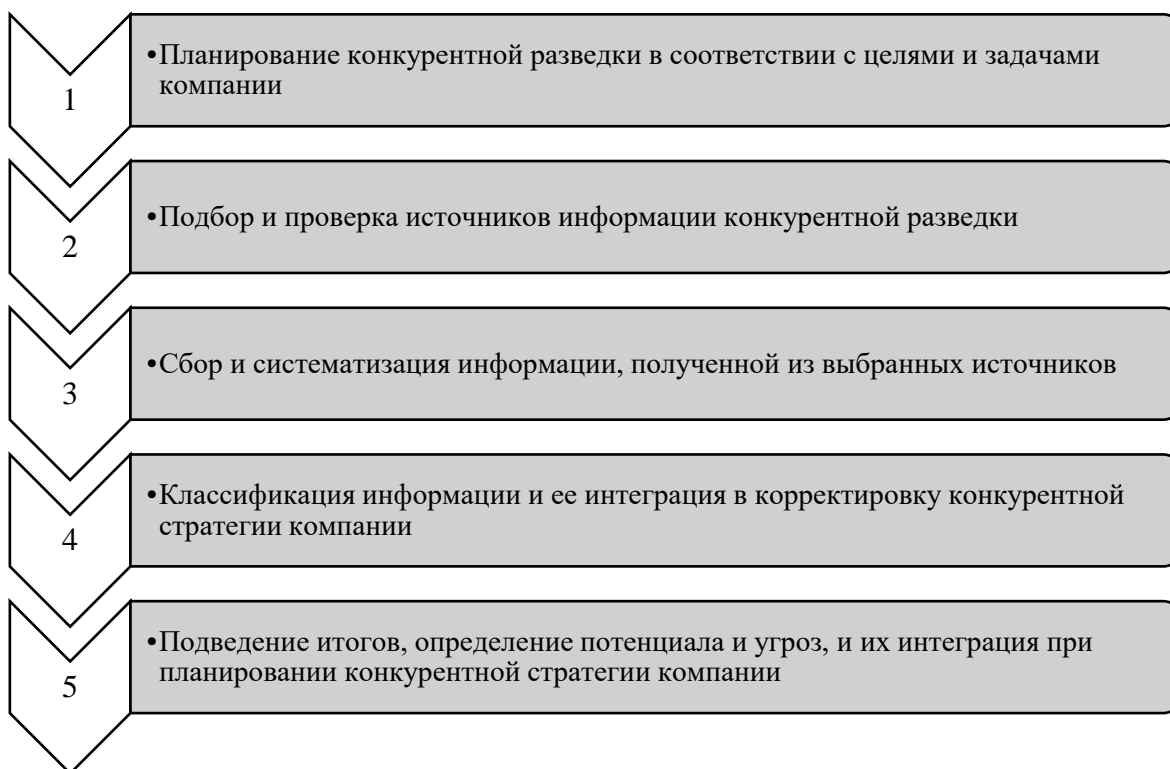 1
•Планирование конкурентной разведки в соответствии с целями и задачами
компании
2
•Подбор и проверка источников информации конкурентной разведки
3
•Сбор и систематизация информации, полученной из выбранных источников
4
•Классификация информации и ее интеграция в корректировку конкурентной
стратегии компании
5
•Подведение итогов, определение потенциала и угроз, и их интеграция при
планировании конкурентной стратегии компании